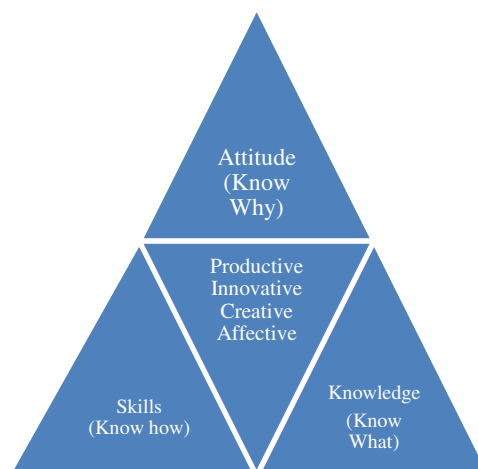 Attitude
(Know
Why)
Productive
Innovative
Creative
Affective
Skills
(Know how)
Knowledge
(Know
What)